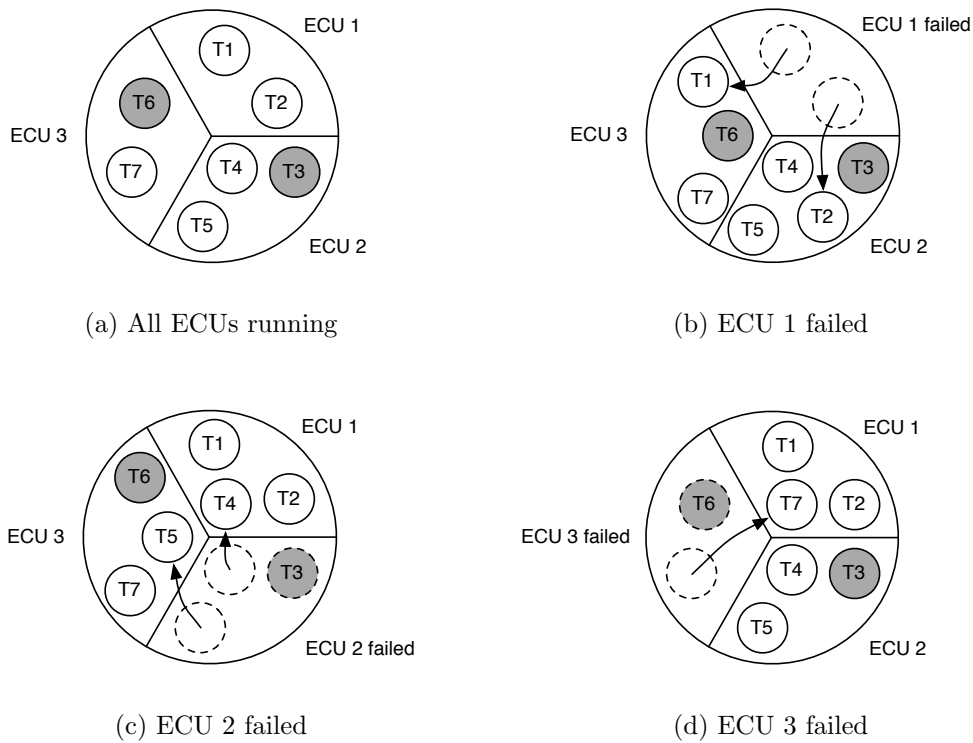 ECU 1
T1
T2
T6
ECU 3
T7
T4
T3
T5
ECU 2
(a) All ECUs running
ECU 1 failed
T1
T6
ECU 3
T4
T3
T7
T2
T5
ECU 2
(b) ECU 1 failed
ECU 1
T1
T6
T4
T2
ECU 3
T5
T7
T3
ECU 2 failed
(c) ECU 2 failed
ECU 1
T1
T6
T7
T2
ECU 3 failed
T4
T3
T5
ECU 2
(d) ECU 3 failed